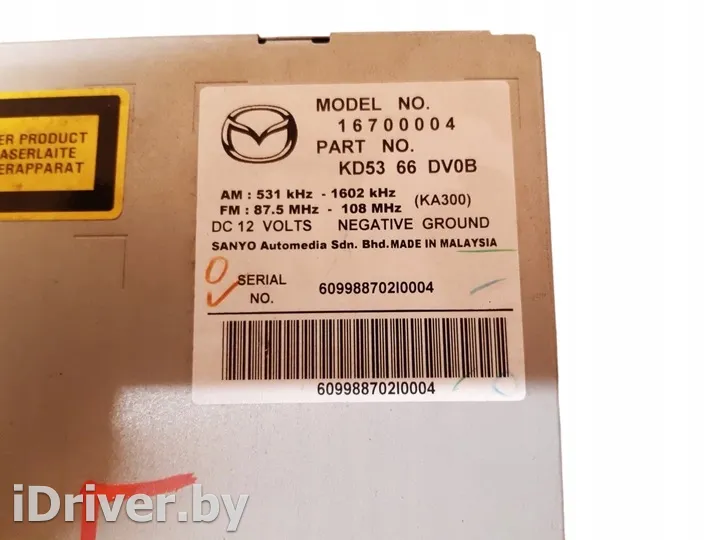 ER PRODUCT
ASERLAITE
ERAPPARAT
MODEL NO.
16700004
PART NO.
KD53 66 DV0B
AM : 531 kHz - 1602 kHz
FM : 87.5 MHz - 108 MHz (KA300)
DC 12 VOLTS NEGATIVE GROUND
SANYO Automedia Sdn. Bhd. MADE IN MALAYSIA
SERIAL
NO. 609988702I0004
609988702I0004
iDriver.by